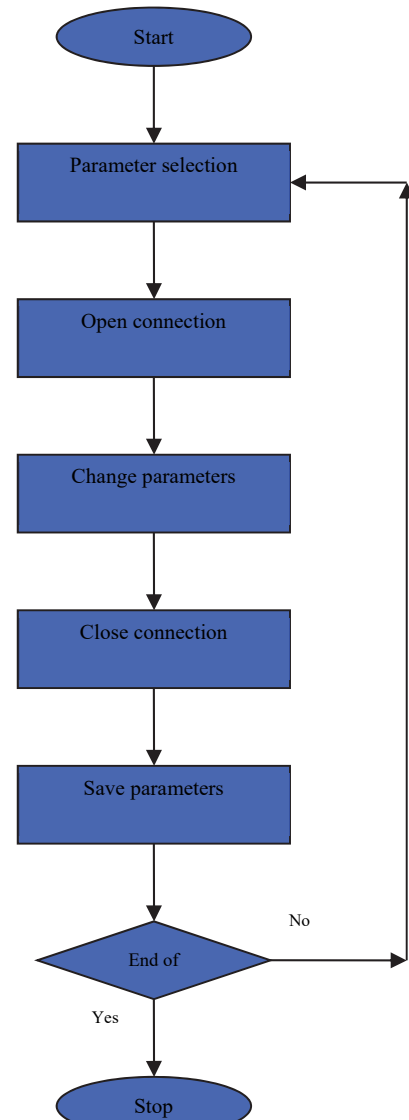 Start
Parameter selection
Open connection
Change parameters
Close connection
Save parameters
No
End of
Yes
Stop